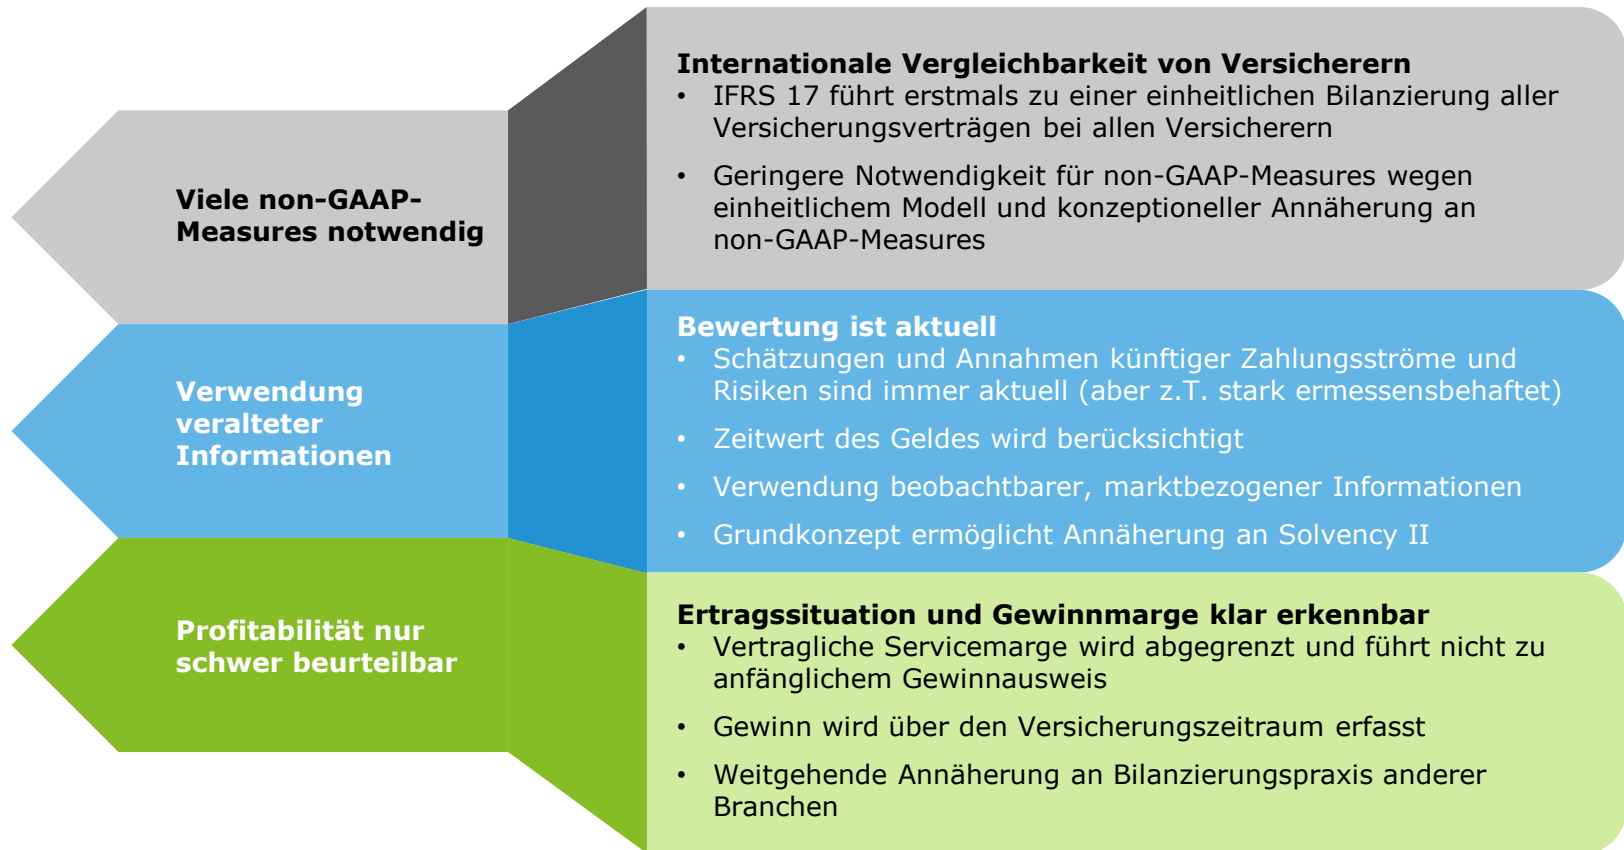 Viele non-GAAP-
Measures notwendig
Internationale Vergleichbarkeit von Versicherern
• IFRS 17 führt erstmals zu einer einheitlichen Bilanzierung aller
Versicherungsverträgen bei allen Versicherern
• Geringere Notwendigkeit für non-GAAP-Measures wegen
einheitlichem Modell und konzeptioneller Annäherung an
non-GAAP-Measures
Verwendung
veralteter
Informationen
Bewertung ist aktuell
• Schätzungen und Annahmen künftiger Zahlungsströme und
Risiken sind immer aktuell (aber z.T. stark ermessensbehaftet)
• Zeitwert des Geldes wird berücksichtigt
• Verwendung beobachtbarer, marktbezogener Informationen
• Grundkonzept ermöglicht Annäherung an Solvency II
Profitabilität nur
schwer beurteilbar
Ertragssituation und Gewinnmarge klar erkennbar
• Vertragliche Servicemarge wird abgegrenzt und führt nicht zu
anfänglichem Gewinnausweis
• Gewinn wird über den Versicherungszeitraum erfasst
• Weitgehende Annäherung an Bilanzierungspraxis anderer
Branchen